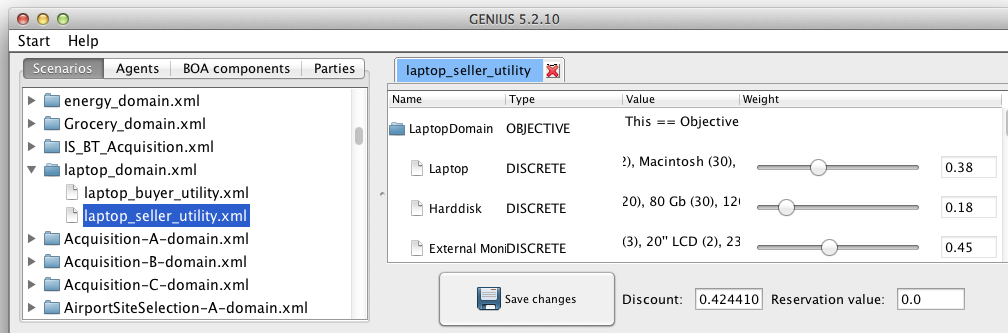 GENIUS 5.2.10
Start Help
Scenarios Agents BOA components Parties
energy_domain.xml
Grocery_domain.xml
IS_BT_Acquisition.xml
laptop_domain.xml
laptop_buyer_utility.xml
laptop_seller_utility.xml
Acquisition-A-domain.xml
Acquisition-B-domain.xml
Acquisition-C-domain.xml
AirportSiteSelection-A-domain.xml
laptop_seller_utility
Name Type Value Weight
LaptopDomain OBJECTIVE This == Objective
Laptop DISCRETE 2), Macintosh (30), 0.38
Harddisk DISCRETE 20), 80 Gb (30), 120 0.18
External Moni DISCRETE (3), 20" LCD (2), 23 0.45
Save changes Discount: 0.424410 Reservation value: 0.0